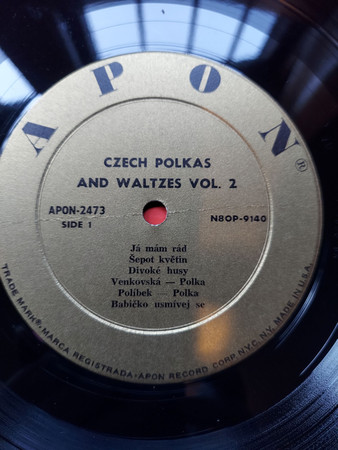 APON®
CZECH POLKAS
AND WALTZES VOL. 2
APON-2473
N8OP-9140
SIDE 1
Já mám rád
Šepot květin
Divoké husy
Venkovská — Polka
Polibek — Polka
Babičko usmívej se
TRADE MARK®, MARCA REGISTRADA · APON RECORD CORP. N.Y.C. N.Y. MADE IN U.S.A.